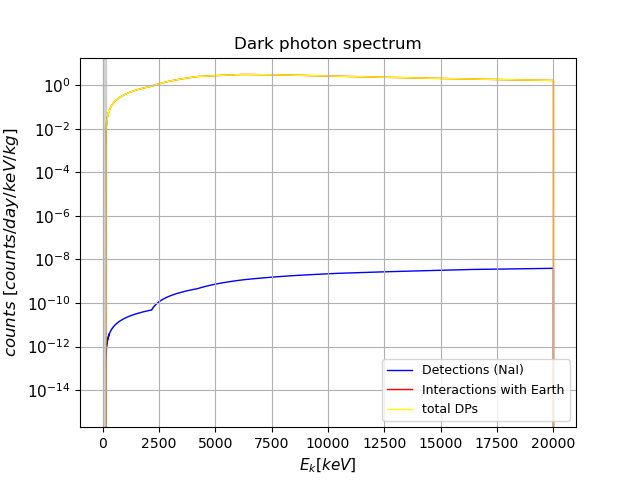 Dark photon spectrum
counts [counts/day/keV/kg]
10^0
10^−2
10^−4
10^−6
10^−8
10^−10
10^−12
10^−14
Detections (NaI)
Interactions with Earth
total DPs
0 2500 5000 7500 10000 12500 15000 17500 20000
E_k[keV]